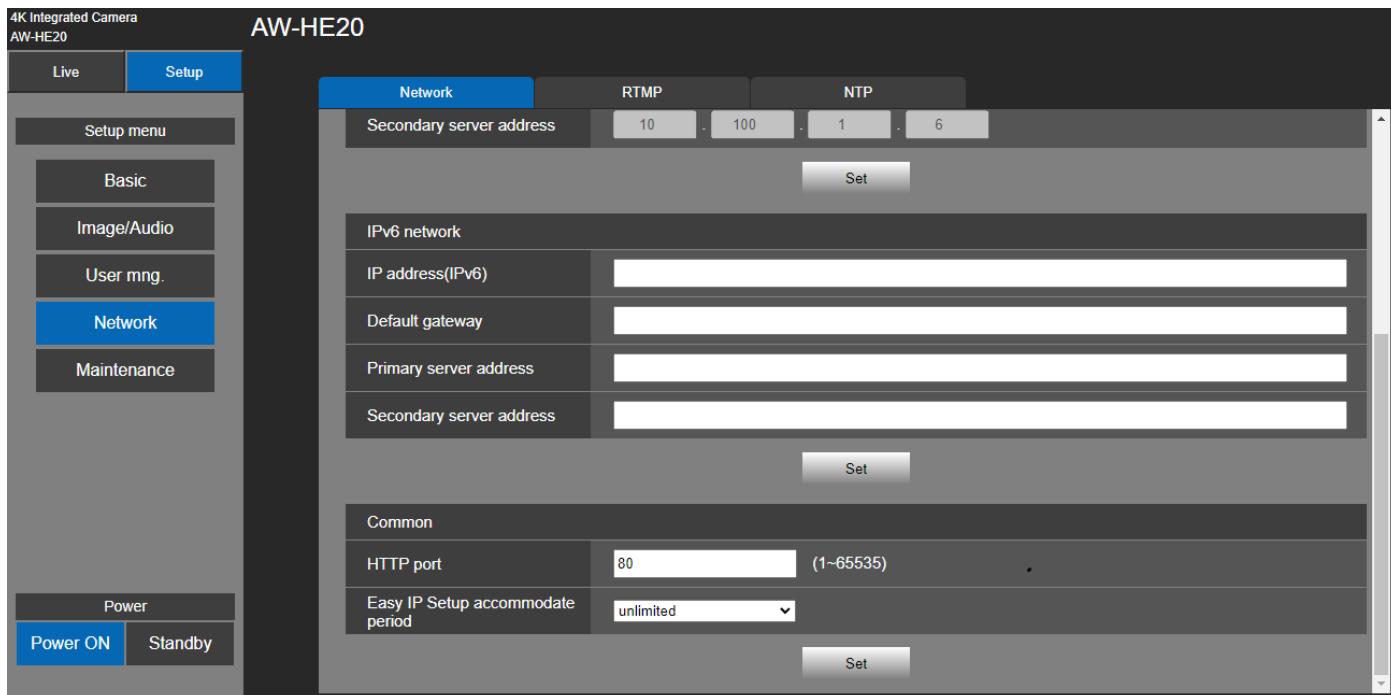 4K Integrated Camera
AW-HE20
AW-HE20
Live Setup
Setup menu
Basic
Image/Audio
User mng.
Network
Maintenance
Power
Power ON Standby
Network RTMP NTP
Secondary server address 10 . 100 . 1 . 6
Set
IPv6 network
IP address(IPv6)
Default gateway
Primary server address
Secondary server address
Set
Common
HTTP port 80 (1~65535)
Easy IP Setup accommodate
period
unlimited
Set